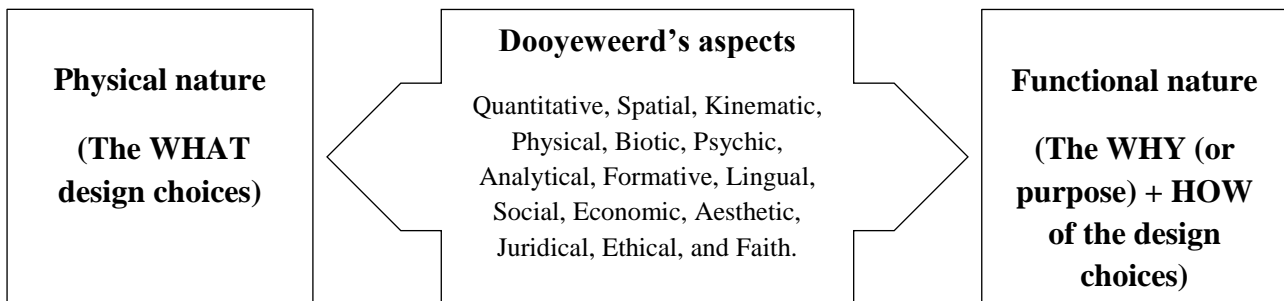 Physical nature
(The WHAT
design choices)
Dooyeweerd’s aspects
Quantitative, Spatial, Kinematic,
Physical, Biotic, Psychic,
Analytical, Formative, Lingual,
Social, Economic, Aesthetic,
Juridical, Ethical, and Faith.
Functional nature
(The WHY (or
purpose) + HOW
of the design
choices)